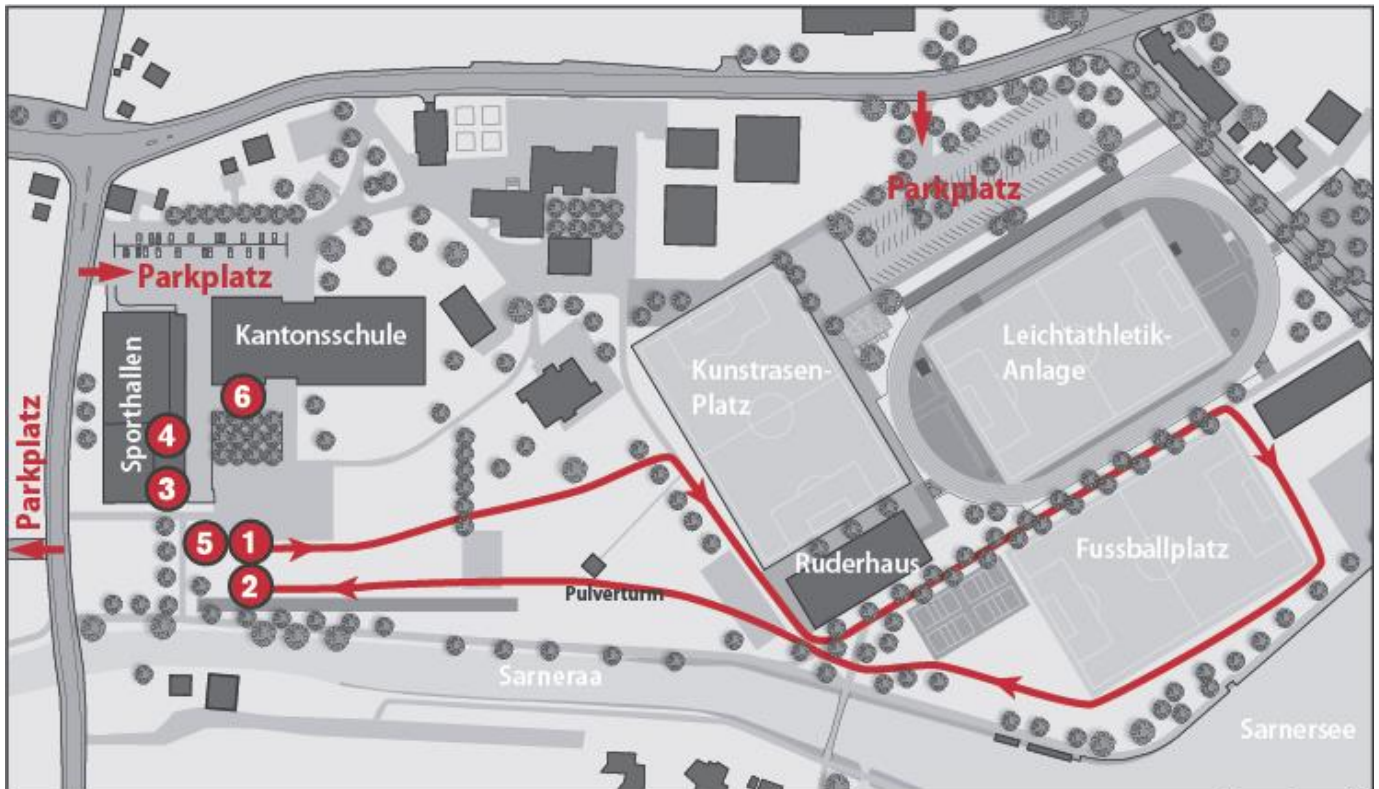 Parkplatz
Parkplatz
Kantonsschule
Sporthallen
Leichtathletik-
Anlage
Kunstrasen-
Platz
6
4
3
Parkplatz
5
1
2
Ruderhaus
Fussballplatz
Pulverturm
Sarneraa
Sarnersee